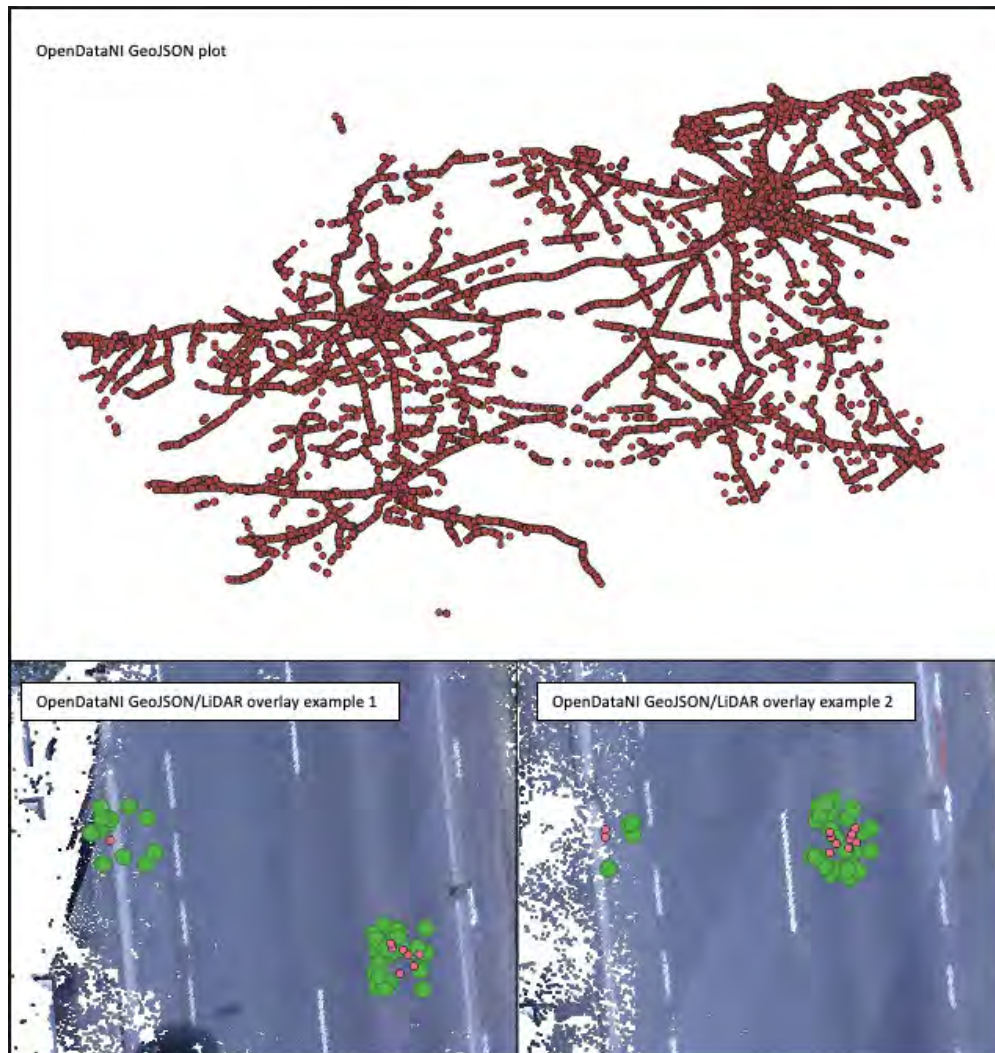 OpenDataNI GeoJSON plot
OpenDataNI GeoJSON/LiDAR overlay example 1
OpenDataNI GeoJSON/LiDAR overlay example 2